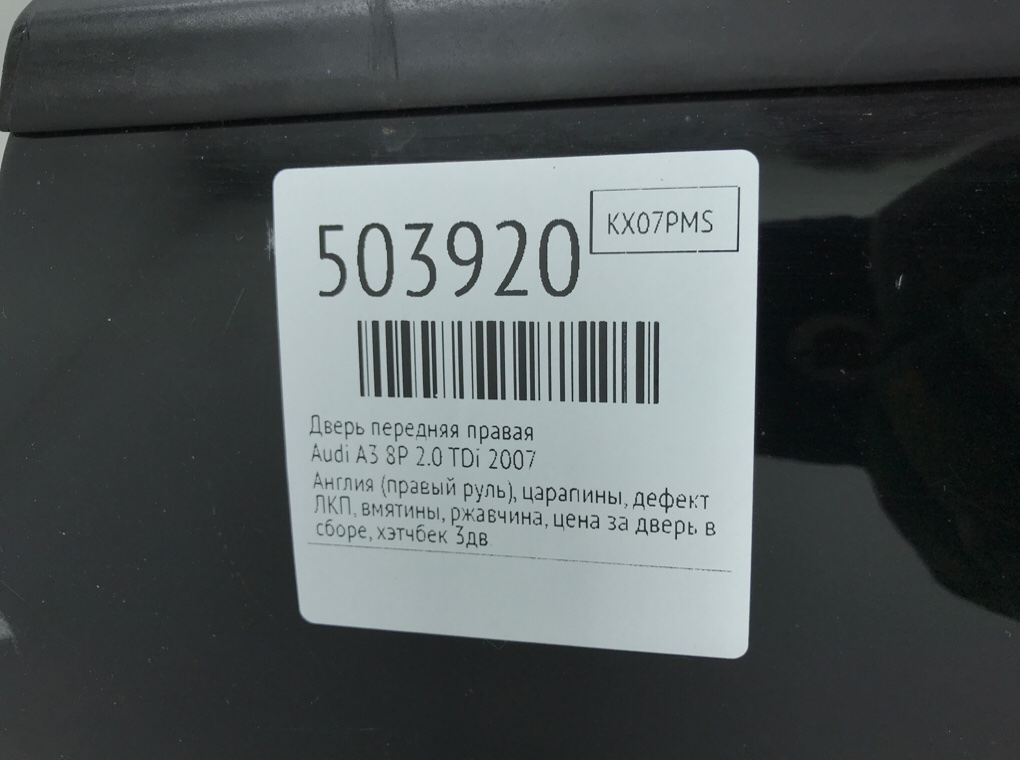 503920
KX07PMS
Дверь передняя правая
Audi A3 8P 2.0 TDi 2007
Англия (правый руль), царапины, дефект
ЛКП, вмятины, ржавчина, цена за дверь в
сборе, хэтчбек 3дв